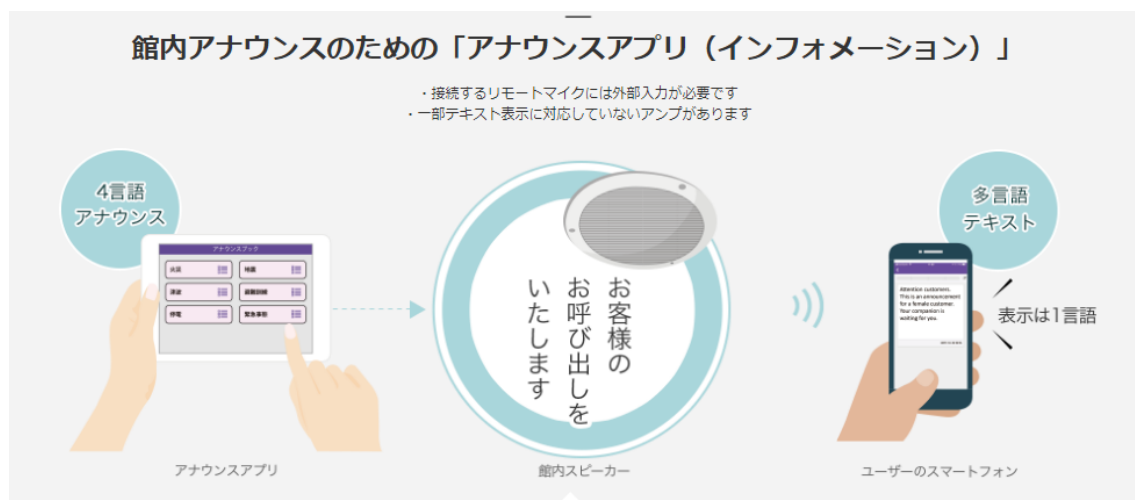 館内アナウンスのための「アナウンスアプリ（インフォメーション）」
・接続するリモートマイクには外部入力が必要です
・一部テキスト表示に対応していないアンプがあります
4言語
アナウンス
アナウンスブック
火災
地震
津波
避難訓練
停電
緊急事態
お客様の
お呼び出しを
いたします
多言語
テキスト
Attention customers.
This is an announcement
for a female customer.
Your companion is
waiting for you.
表示は1言語
アナウンスアプリ
館内スピーカー
ユーザーのスマートフォン